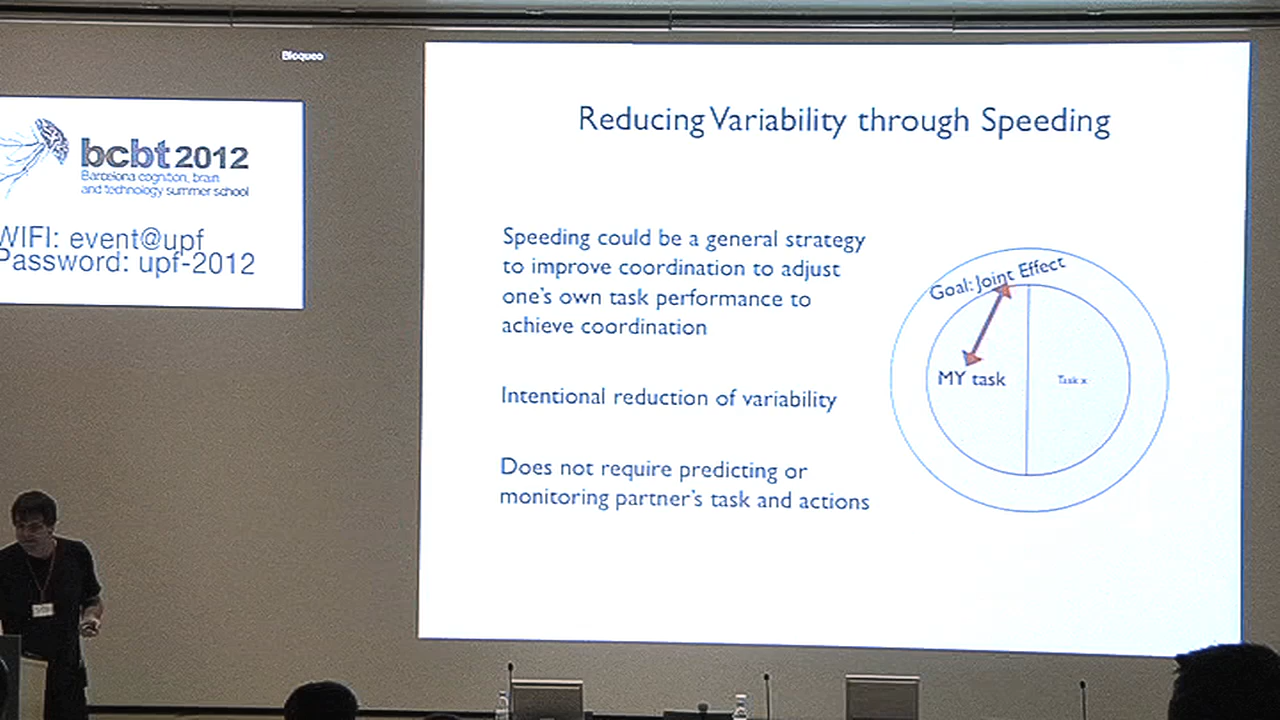 Bloqueo
bcbt 2012
Barcelona cognition, brain
and technology summer school
WIFI: event@upf
Password: upf-2012
Reducing Variability through Speeding
Speeding could be a general strategy
to improve coordination to adjust
one's own task performance to
achieve coordination
Intentional reduction of variability
Does not require predicting or
monitoring partner's task and actions
Goal: Joint Effect
MY task
Task x